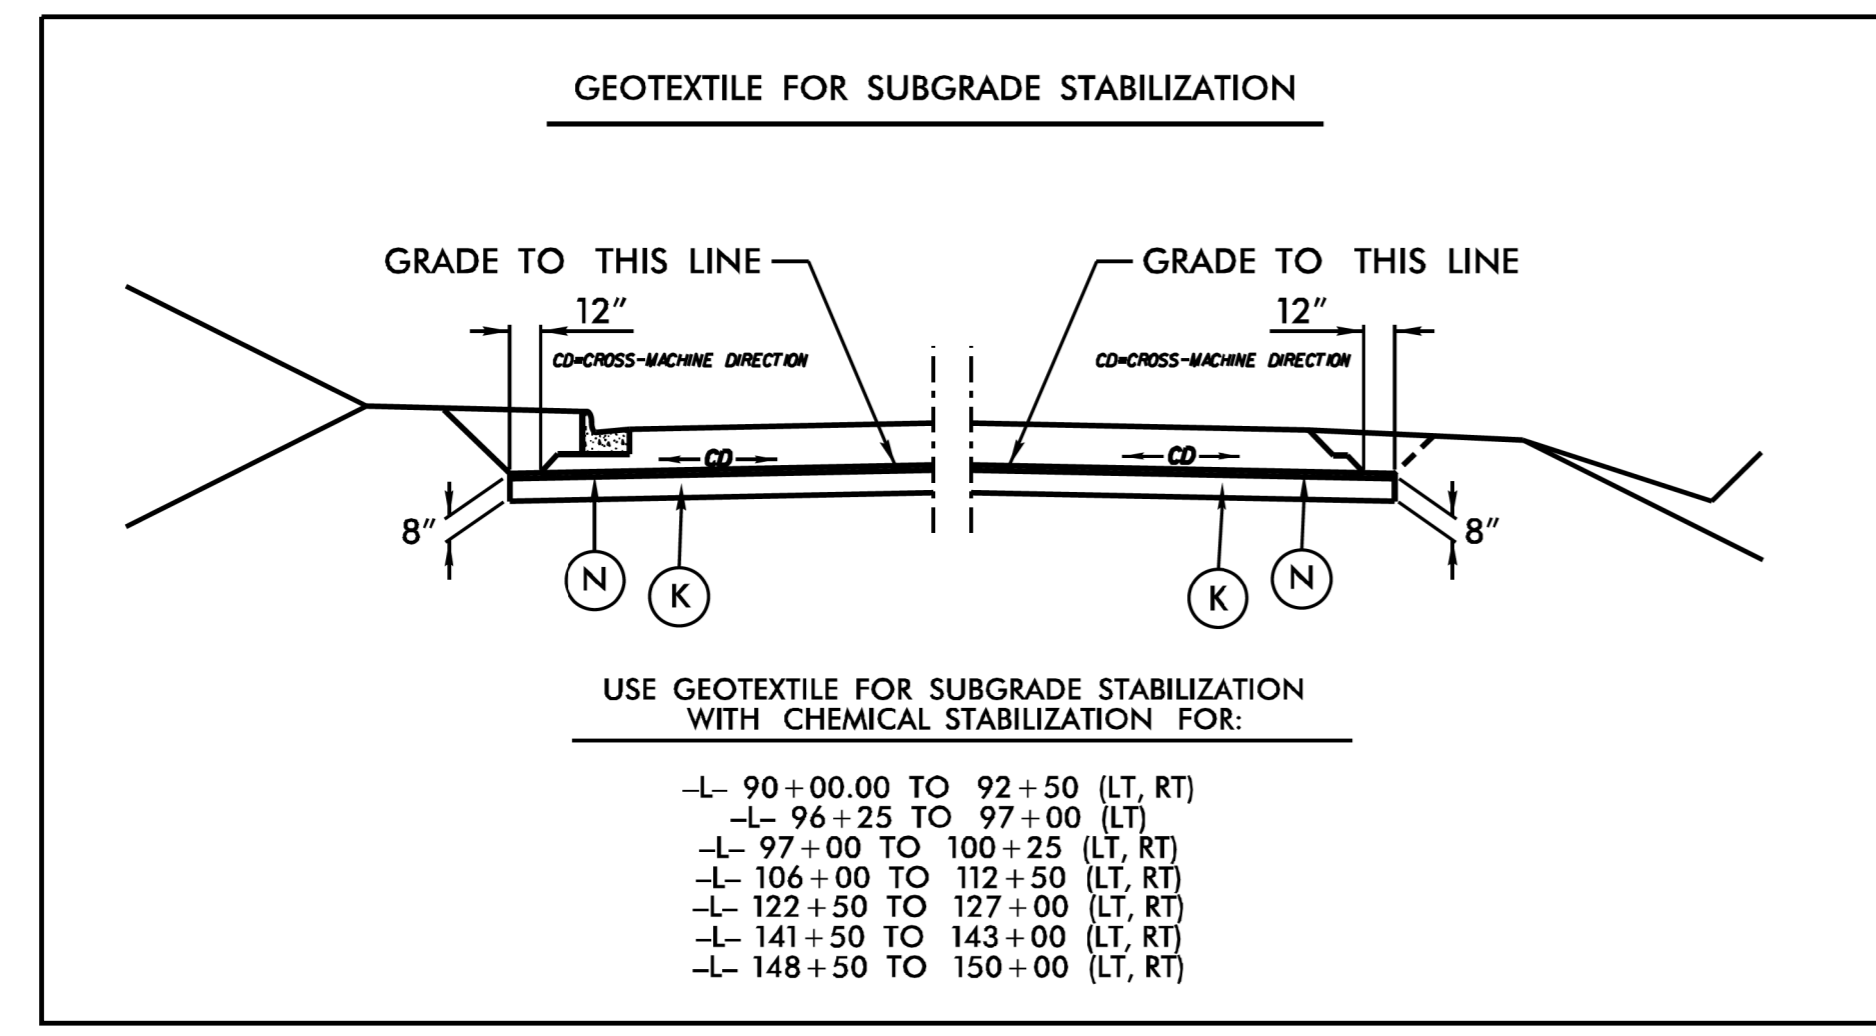 GEOTEXTILE FOR SUBGRADE STABILIZATION
GRADE TO THIS LINE
GRADE TO THIS LINE
12"
12"
CD=CROSS-MACHINE DIRECTION
CD=CROSS-MACHINE DIRECTION
CD
CD
8"
8"
N
K
K
N
USE GEOTEXTILE FOR SUBGRADE STABILIZATION
WITH CHEMICAL STABILIZATION FOR:
-L- 90+00.00 TO 92+50 (LT, RT)
-L- 96+25 TO 97+00 (LT)
-L- 97+00 TO 100+25 (LT, RT)
-L- 106+00 TO 112+50 (LT, RT)
-L- 122+50 TO 127+00 (LT, RT)
-L- 141+50 TO 143+00 (LT, RT)
-L- 148+50 TO 150+00 (LT, RT)